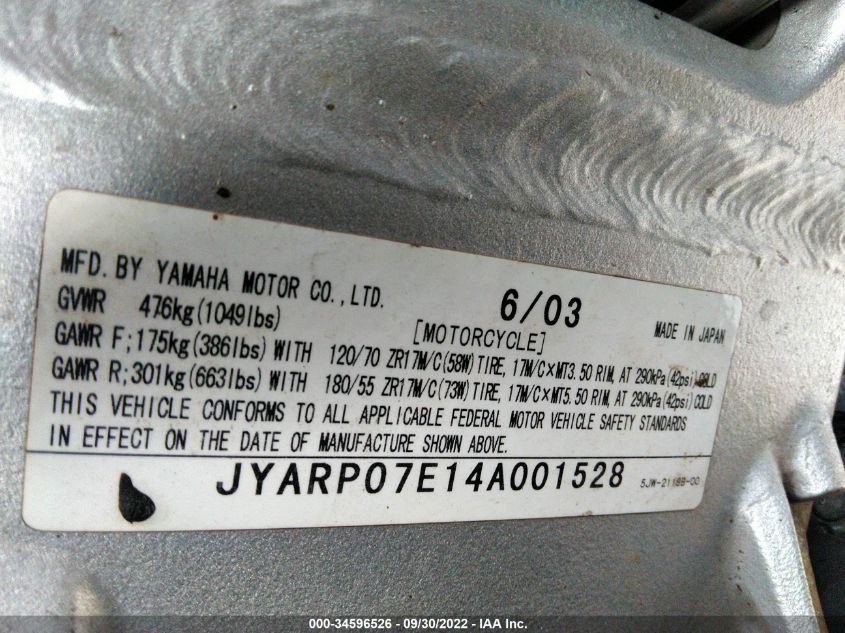 MFD. BY YAMAHA MOTOR CO., LTD. 6/03
GVWR 476kg(1049lbs) [MOTORCYCLE] MADE IN JAPAN
GAWR F;175kg(386lbs) WITH 120/70 ZR17M/C(58W) TIRE, 17M/C×MT3.50 RIM, AT 290kPa(42psi) COLD
GAWR R;301kg(663lbs) WITH 180/55 ZR17M/C(73W) TIRE, 17M/C×MT5.50 RIM, AT 290kPa(42psi) COLD
THIS VEHICLE CONFORMS TO ALL APPLICABLE FEDERAL MOTOR VEHICLE SAFETY STANDARDS
IN EFFECT ON THE DATE OF MANUFACTURE SHOWN ABOVE.
JYARP07E14A001528 5JW-2118B-00
000-34596526 - 09/30/2022 - IAA Inc.